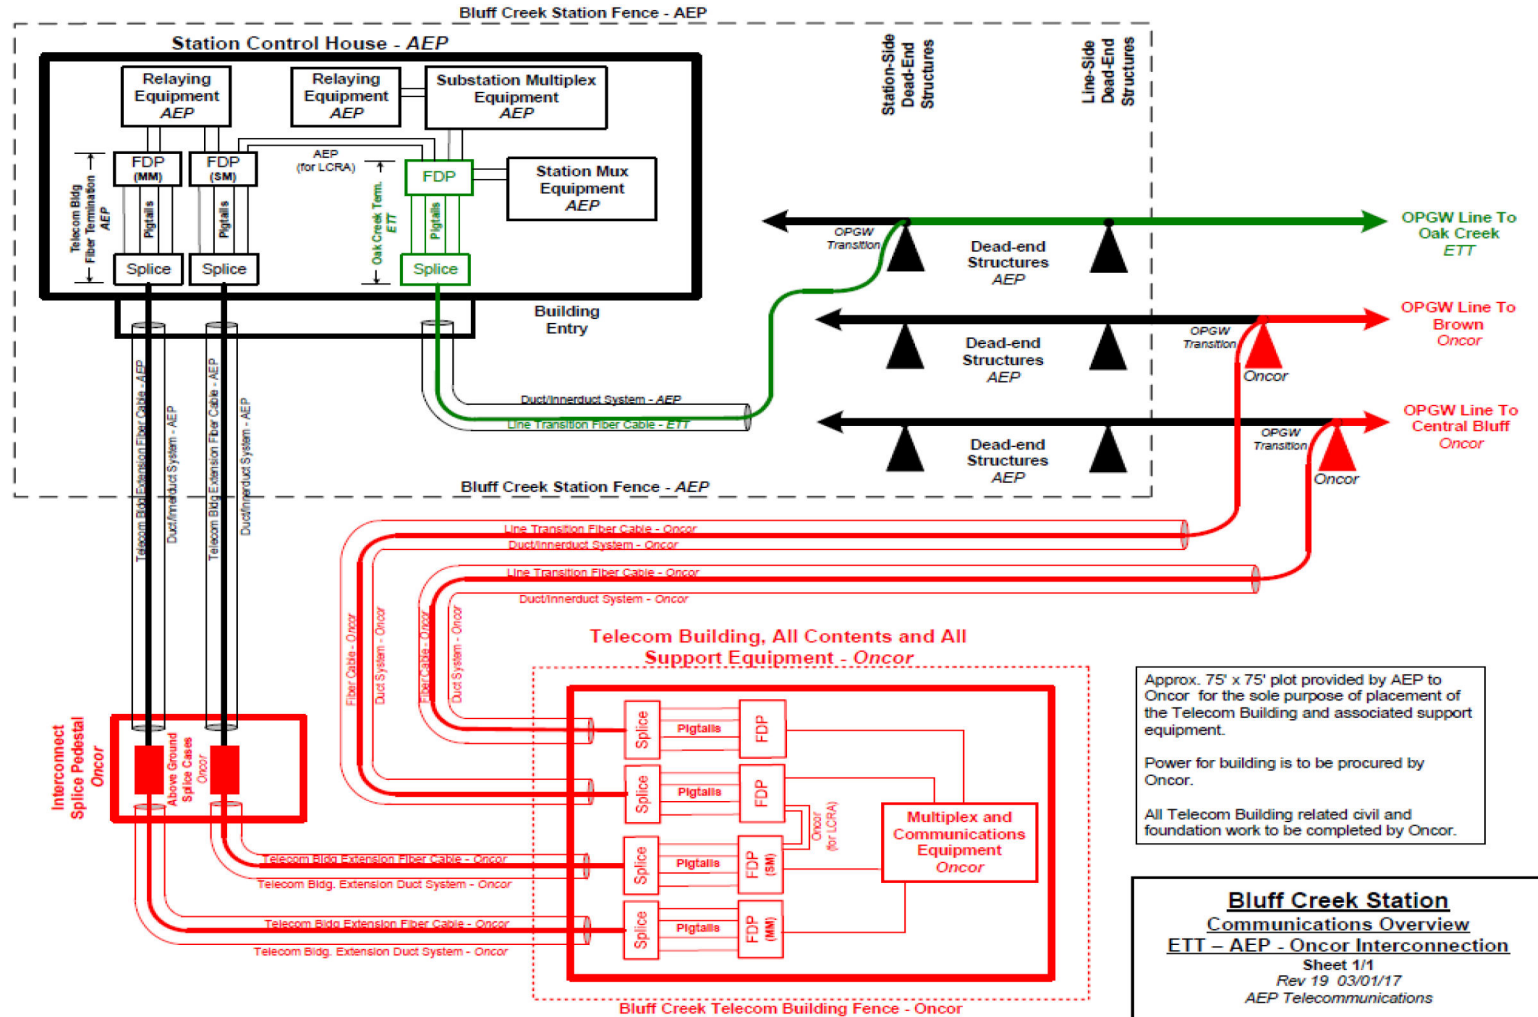 Bluff Creek Station Fence - AEP
Station Control House - AEP
Relaying
Equipment
AEP
Relaying
Equipment
AEP
Substation Multiplex
Equipment
AEP
FDP
(MM)
FDP
(SM)
AEP
(for LCRA)
FDP
Station Mux
Equipment
AEP
Telecom Bldg
Fiber Termination
AEP
Pigtails
Pigtails
Oak Creek Term.
ETT
Pigtails
Splice
Splice
Splice
Building
Entry
Station-Side
Dead-End
Structures
Line-Side
Dead-End
Structures
OPGW
Transition
Dead-end
Structures
AEP
OPGW Line To
Oak Creek
ETT
OPGW
Transition
Dead-end
Structures
AEP
Oncor
OPGW Line To
Brown
Oncor
OPGW
Transition
Dead-end
Structures
AEP
Oncor
OPGW Line To
Central Bluff
Oncor
Duct/Innerduct System - AEP
Line Transition Fiber Cable - ETT
Telecom Bldg Extension Fiber Cable - AEP
Duct/Innerduct System - AEP
Telecom Bldg Extension Fiber Cable - AEP
Duct/Innerduct System - AEP
Bluff Creek Station Fence - AEP
Line Transition Fiber Cable - Oncor
Duct/Innerduct System - Oncor
Line Transition Fiber Cable - Oncor
Duct/Innerduct System - Oncor
Fiber Cable - Oncor
Duct System - Oncor
Fiber Cable - Oncor
Duct System - Oncor
Telecom Building, All Contents and All
Support Equipment - Oncor
Interconnect
Splice Pedestal
Oncor
Above Ground
Splice Cases
Oncor
Splice
Pigtails
FDP
Splice
Pigtails
FDP
Oncor
(for LCRA)
Splice
Pigtails
FDP
(SM)
Splice
Pigtails
FDP
(MM)
Multiplex and
Communications
Equipment
Oncor
Telecom Bldg Extension Fiber Cable - Oncor
Telecom Bldg. Extension Duct System - Oncor
Telecom Bldg Extension Fiber Cable - Oncor
Telecom Bldg. Extension Duct System - Oncor
Bluff Creek Telecom Building Fence - Oncor
Approx. 75' x 75' plot provided by AEP to
Oncor for the sole purpose of placement of
the Telecom Building and associated support
equipment.
Power for building is to be procured by
Oncor.
All Telecom Building related civil and
foundation work to be completed by Oncor.
Bluff Creek Station
Communications Overview
ETT – AEP - Oncor Interconnection
Sheet 1/1
Rev 19 03/01/17
AEP Telecommunications